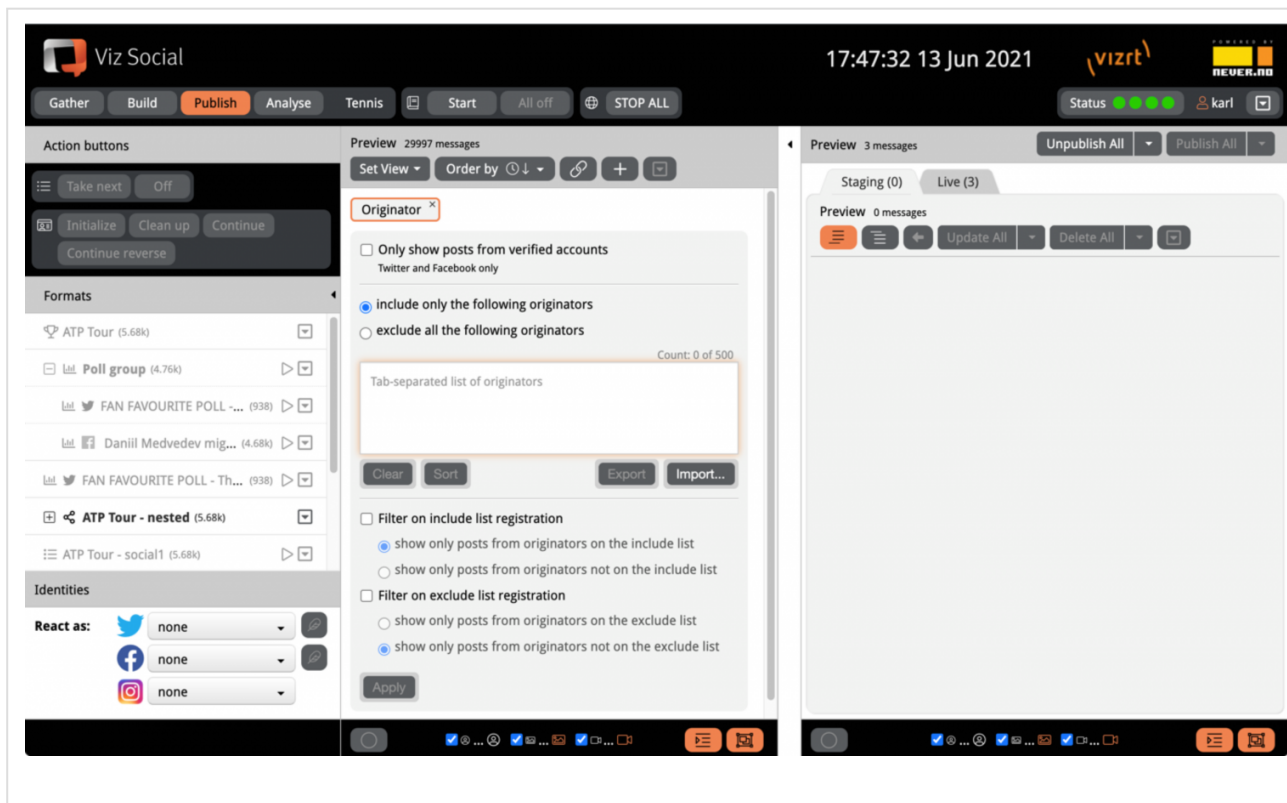 Viz Social
17:47:32 13 Jun 2021
vizrt
POWERED BY
never.no
Gather Build Publish Analyse Tennis Start All off STOP ALL
Status karl
Action buttons
Take next Off
Initialize Clean up Continue
Continue reverse
Formats
ATP Tour (5.68k)
Poll group (4.76k)
FAN FAVOURITE POLL -... (938)
Daniil Medvedev mig... (4.68k)
FAN FAVOURITE POLL - Th... (938)
ATP Tour - nested (5.68k)
ATP Tour - social1 (5.68k)
Identities
React as: none
none
none
Preview 29997 messages
Set View Order by
Originator ×
Only show posts from verified accounts
Twitter and Facebook only
include only the following originators
exclude all the following originators
Count: 0 of 500
Tab-separated list of originators
Clear Sort Export Import...
Filter on include list registration
show only posts from originators on the include list
show only posts from originators not on the include list
Filter on exclude list registration
show only posts from originators on the exclude list
show only posts from originators not on the exclude list
Apply
... ... ...
Preview 3 messages Unpublish All Publish All
Staging (0) Live (3)
Preview 0 messages
Update All Delete All
... ... ...